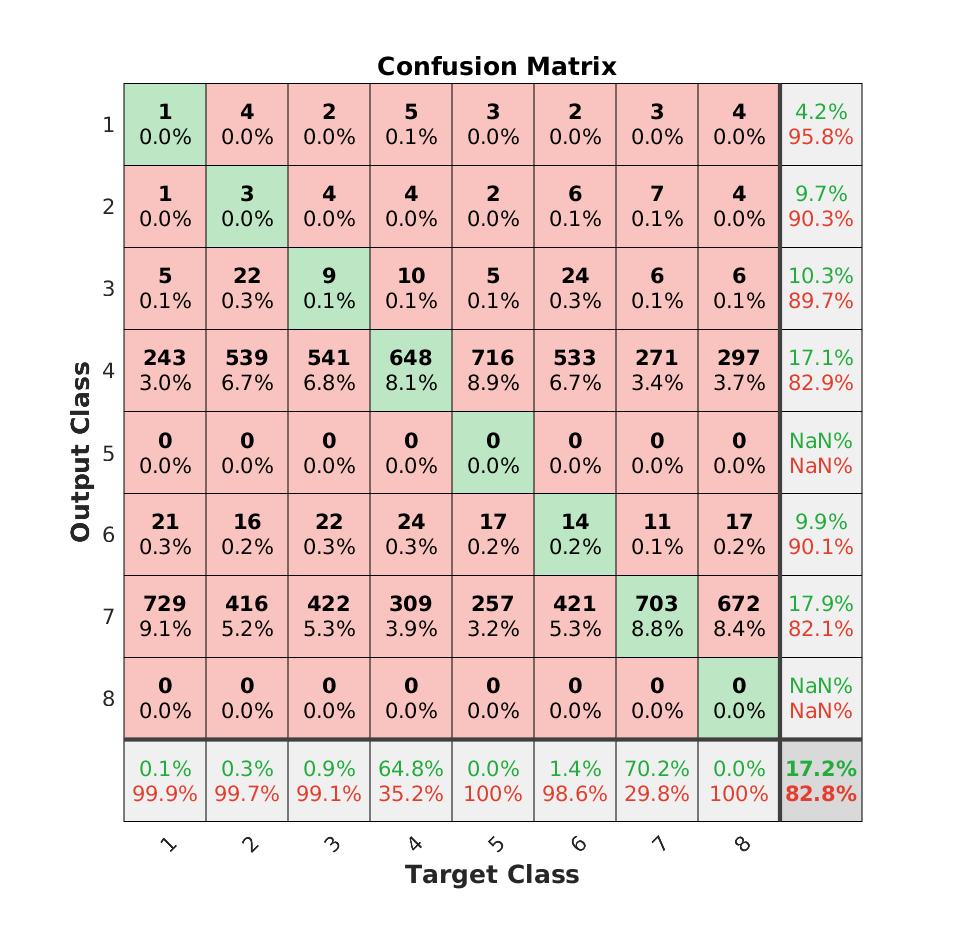 Confusion Matrix
1 4 2 5 3 2 3 4 4.2%
1
0.0% 0.0% 0.0% 0.1% 0.0% 0.0% 0.0% 0.0% 95.8%
1 3 4 4 2 6 7 4 9.7%
2
0.0% 0.0% 0.0% 0.0% 0.0% 0.1% 0.1% 0.0% 90.3%
5 22 9 10 5 24 6 6 10.3%
3
0.1% 0.3% 0.1% 0.1% 0.1% 0.3% 0.1% 0.1% 89.7%
243 539 541 648 716 533 271 297 17.1%
4
3.0% 6.7% 6.8% 8.1% 8.9% 6.7% 3.4% 3.7% 82.9%
0 0 0 0 0 0 0 0 NaN%
5
0.0% 0.0% 0.0% 0.0% 0.0% 0.0% 0.0% 0.0% NaN%
21 16 22 24 17 14 11 17 9.9%
6
0.3% 0.2% 0.3% 0.3% 0.2% 0.2% 0.1% 0.2% 90.1%
729 416 422 309 257 421 703 672 17.9%
7
9.1% 5.2% 5.3% 3.9% 3.2% 5.3% 8.8% 8.4% 82.1%
0 0 0 0 0 0 0 0 NaN%
8
0.0% 0.0% 0.0% 0.0% 0.0% 0.0% 0.0% 0.0% NaN%
0.1% 0.3% 0.9% 64.8% 0.0% 1.4% 70.2% 0.0% 17.2%
99.9% 99.7% 99.1% 35.2% 100% 98.6% 29.8% 100% 82.8%
1 2 3 4 5 6 7 8
Target Class
Output Class